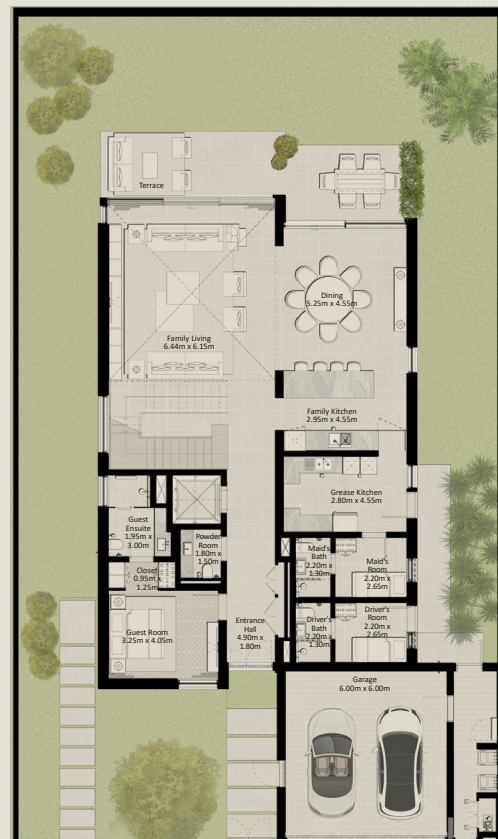 Terrace
Dining
5.25m x 4.55m
Family Living
6.44m x 6.15m
Family Kitchen
2.95m x 4.55m
Grease Kitchen
2.80m x 4.55m
Guest
Ensuite
1.95m x
3.00m
Powder
Room
1.80m x
1.50m
Maid's
Bath
2.20m x
1.30m
Maid's
Room
2.20m x
2.65m
Closet
0.95m x
1.25m
Guest Room
3.25m x 4.05m
Entrance
Hall
4.90m x
1.80m
Driver's
Bath
2.20m x
1.30m
Driver's
Room
2.20m x
2.65m
Garage
6.00m x 6.00m